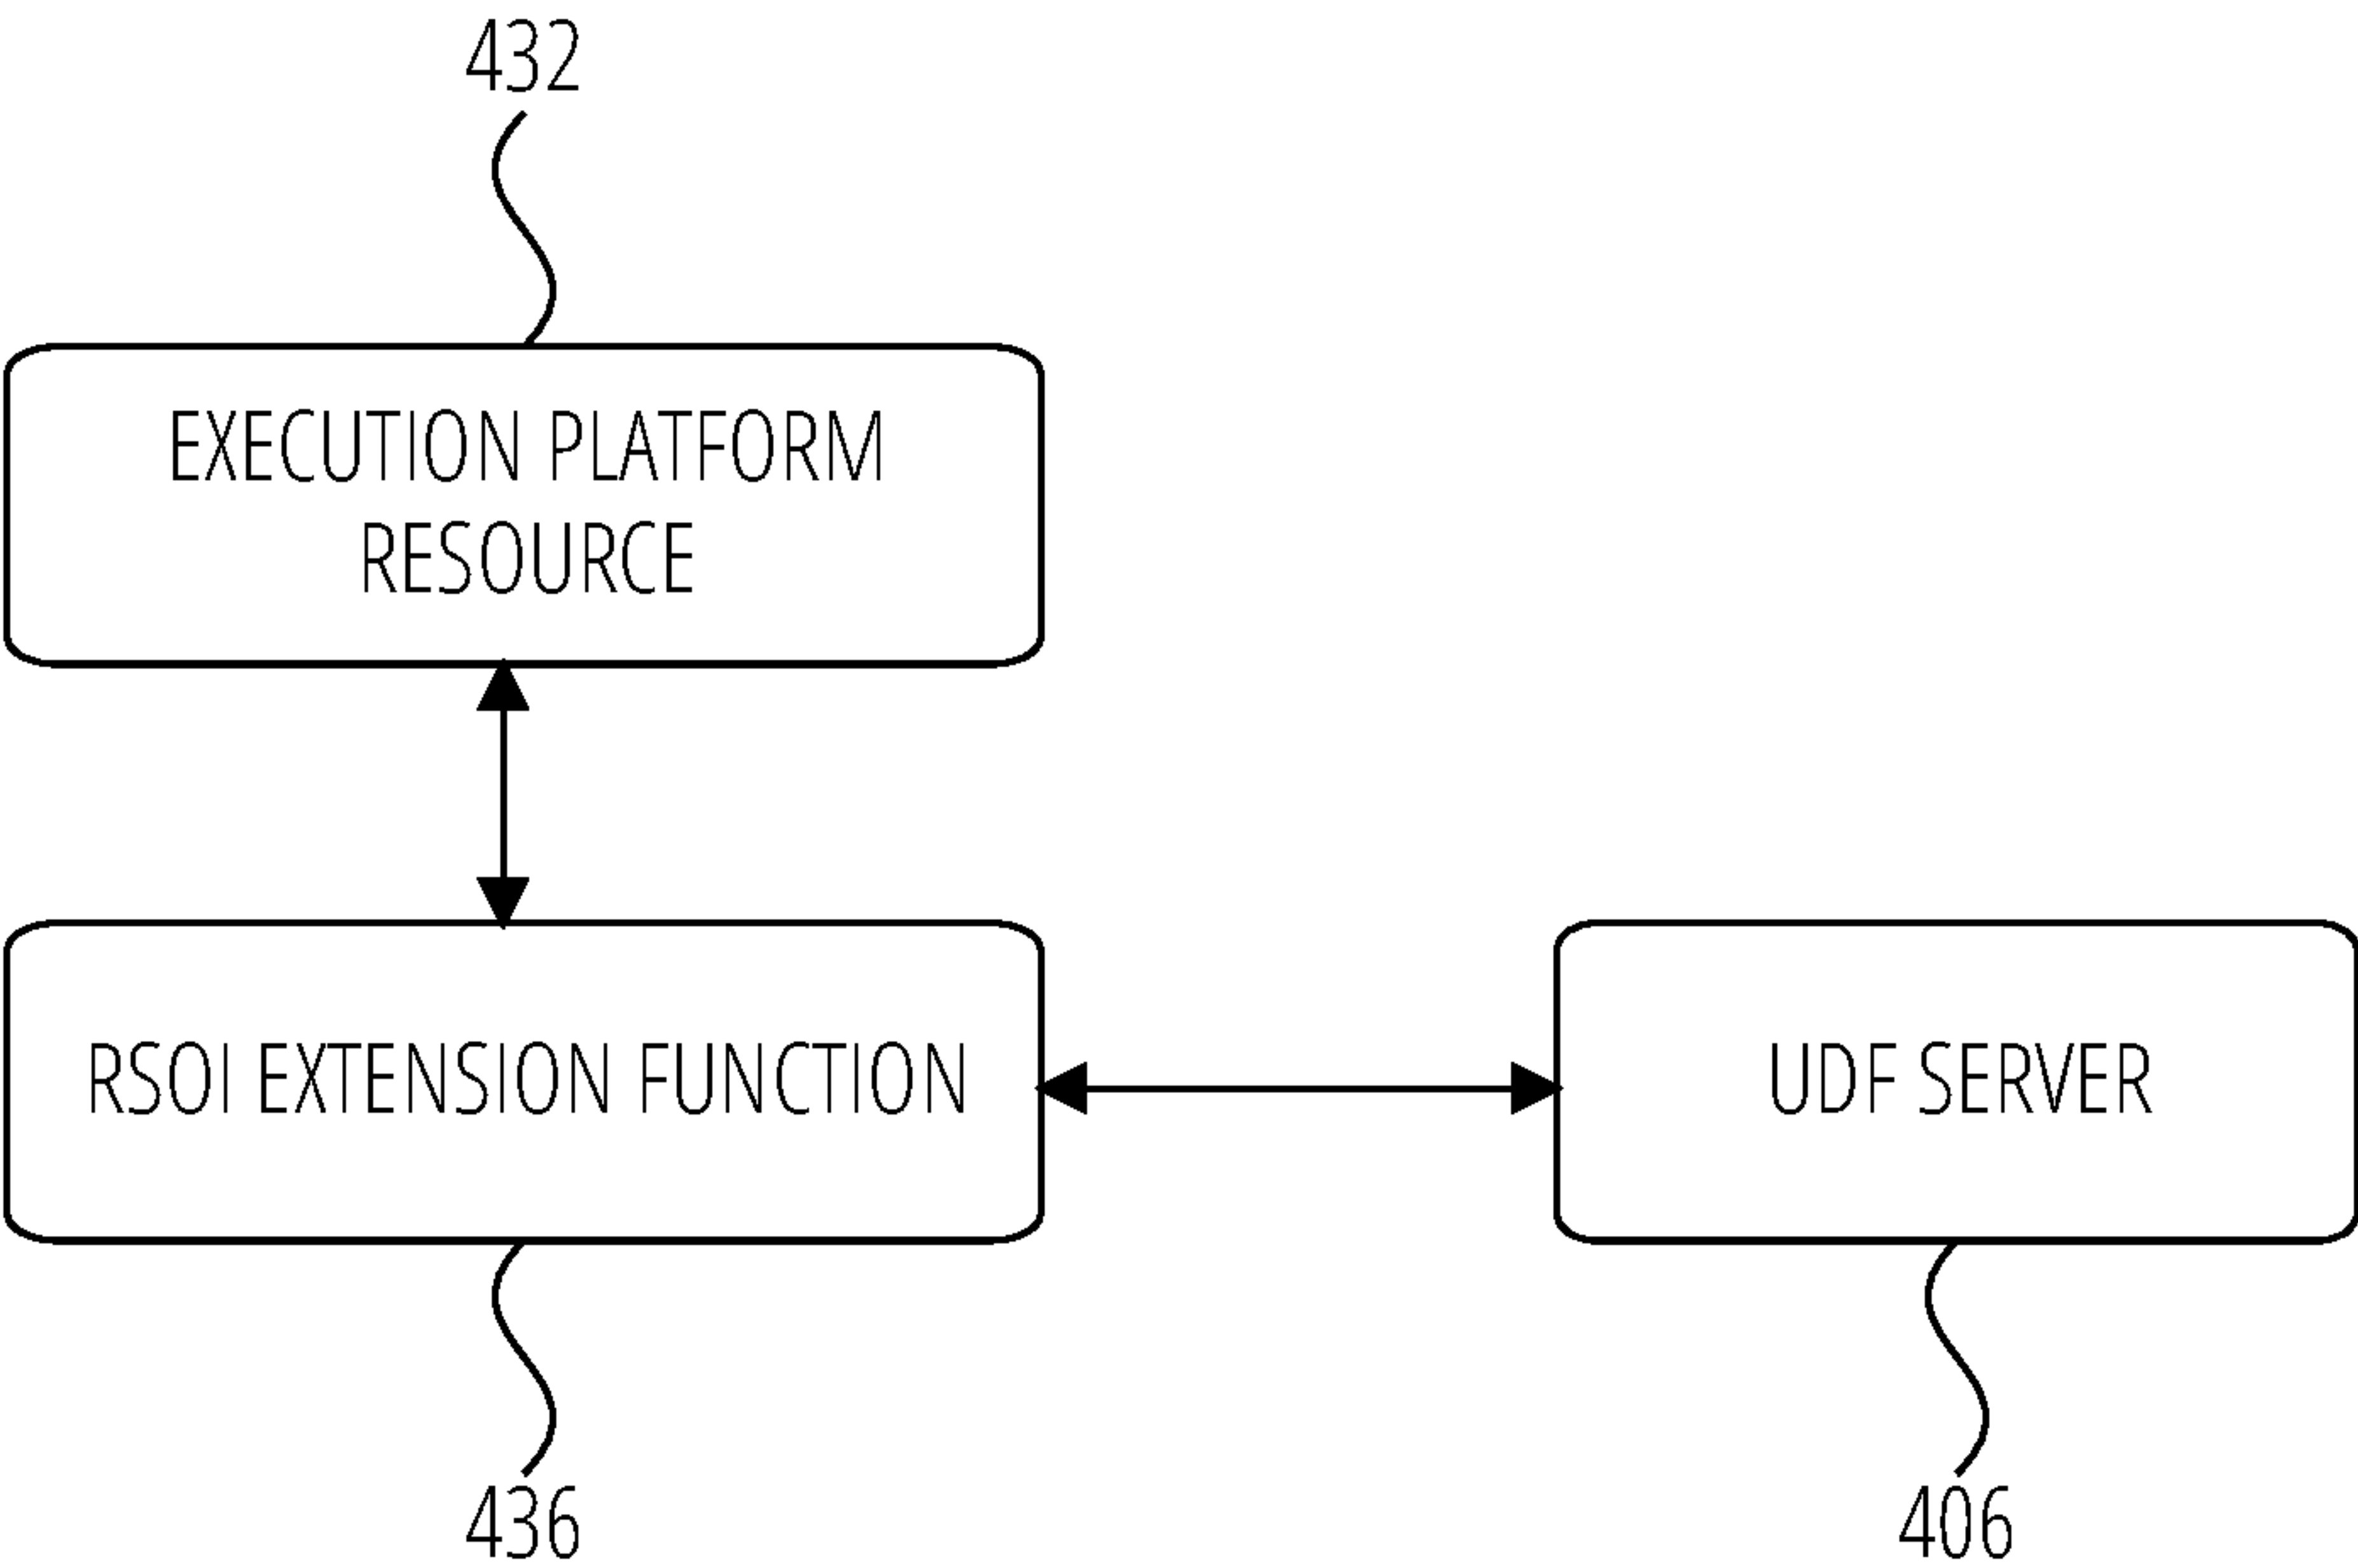 432
EXECUTION PLATFORM
RESOURCE
RSOI EXTENSION FUNCTION
UDF SERVER
436
406